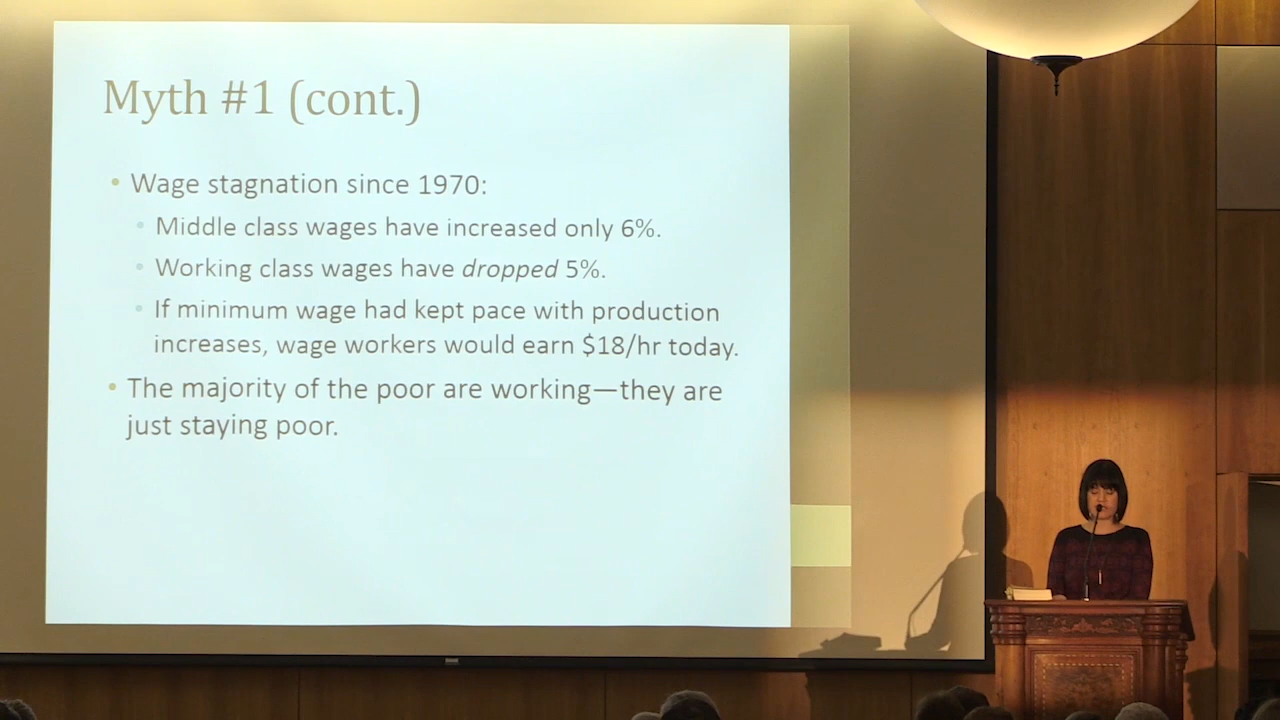 Myth #1 (cont.)
• Wage stagnation since 1970:
• Middle class wages have increased only 6%.
• Working class wages have dropped 5%.
• If minimum wage had kept pace with production
increases, wage workers would earn $18/hr today.
• The majority of the poor are working—they are
just staying poor.